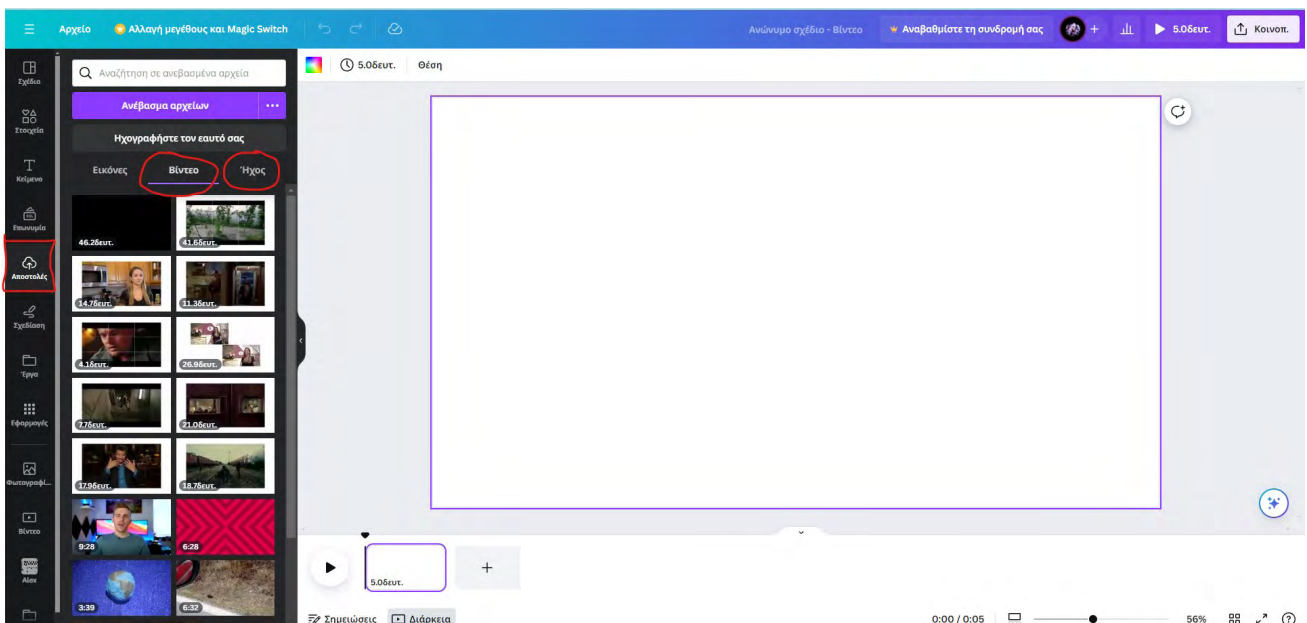 Αρχείο
Αλλαγή μεγέθους και Magic Switch
Ανώνυμο σχέδιο - Βίντεο
Αναβαθμίστε τη συνδρομή σας
5.0δευτ.
Κοινοπ.
Σχέδια
Στοιχεία
Κείμενο
Επωνυμία
Αποστολές
Σχεδίαση
Έργα
Εφαρμογές
Φωτογραφί...
Βίντεο
Alex
Αναζήτηση σε ανεβασμένα αρχεία
Ανέβασμα αρχείων
Ηχογραφήστε τον εαυτό σας
Εικόνες Βίντεο Ήχος
46.2δευτ. 41.6δευτ.
14.7δευτ. 11.3δευτ.
4.1δευτ. 26.9δευτ.
7.7δευτ. 21.0δευτ.
17.9δευτ. 18.7δευτ.
9:28 6:28
3:39 6:32
5.0δευτ. Θέση
5.0δευτ.
Σημειώσεις Διάρκεια 0:00 / 0:05 56%